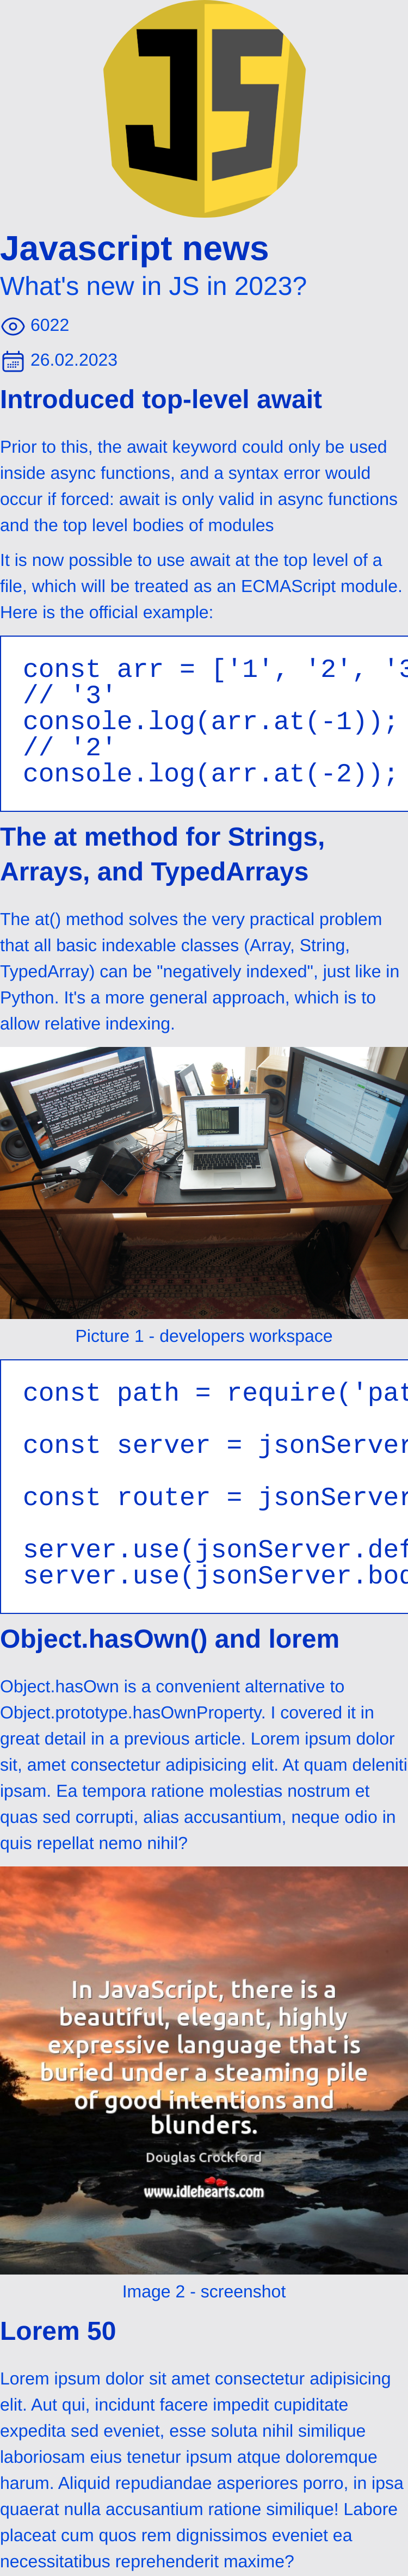 JS
Javascript news
What's new in JS in 2023?
6022
26.02.2023
Introduced top-level await
Prior to this, the await keyword could only be used
inside async functions, and a syntax error would
occur if forced: await is only valid in async functions
and the top level bodies of modules
It is now possible to use await at the top level of a
file, which will be treated as an ECMAScript module.
Here is the official example:
const arr = ['1', '2', '3
// '3'
console.log(arr.at(-1));
// '2'
console.log(arr.at(-2));
The at method for Strings,
Arrays, and TypedArrays
The at() method solves the very practical problem
that all basic indexable classes (Array, String,
TypedArray) can be "negatively indexed", just like in
Python. It's a more general approach, which is to
allow relative indexing.
Picture 1 - developers workspace
const path = require('pat
const server = jsonServer
const router = jsonServer
server.use(jsonServer.def
server.use(jsonServer.bod
Object.hasOwn() and lorem
Object.hasOwn is a convenient alternative to
Object.prototype.hasOwnProperty. I covered it in
great detail in a previous article. Lorem ipsum dolor
sit, amet consectetur adipisicing elit. At quam deleniti
ipsam. Ea tempora ratione molestias nostrum et
quas sed corrupti, alias accusantium, neque odio in
quis repellat nemo nihil?
In JavaScript, there is a
beautiful, elegant, highly
expressive language that is
buried under a steaming pile
of good intentions and
blunders.
Douglas Crockford
www.idlehearts.com
Image 2 - screenshot
Lorem 50
Lorem ipsum dolor sit amet consectetur adipisicing
elit. Aut qui, incidunt facere impedit cupiditate
expedita sed eveniet, esse soluta nihil similique
laboriosam eius tenetur ipsum atque doloremque
harum. Aliquid repudiandae asperiores porro, in ipsa
quaerat nulla accusantium ratione similique! Labore
placeat cum quos rem dignissimos eveniet ea
necessitatibus reprehenderit maxime?